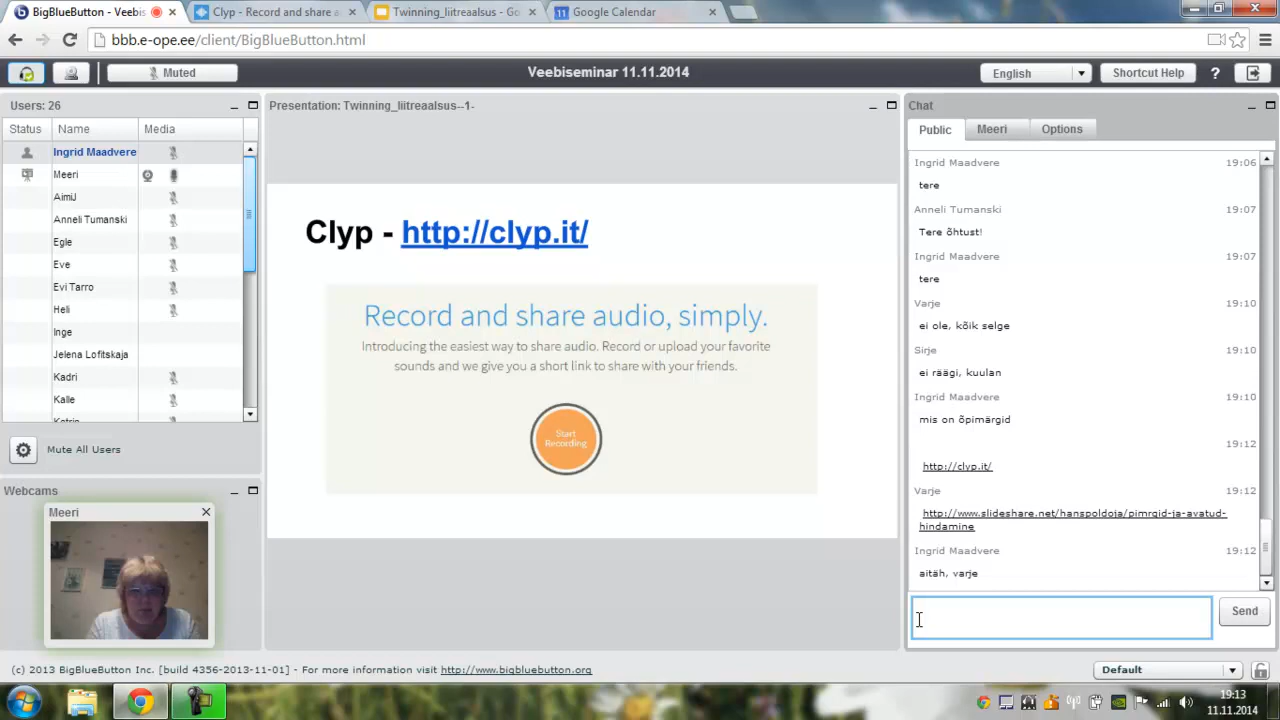 BigBlueButton - Veebis
Clyp - Record and share a
Twinning_liitreaalsus - Go
11 Google Calendar
bbb.e-ope.ee/client/BigBlueButton.html
Muted
Veebiseminar 11.11.2014
English
Shortcut Help
?
Users: 26
Status Name Media
Ingrid Maadvere
Meeri
AimiJ
Anneli Tumanski
Egle
Eve
Evi Tarro
Heli
Inge
Jelena Lofitskaja
Kadri
Kalle
Katrin
Mute All Users
Webcams
Meeri
Presentation: Twinning_liitreaalsus--1-
Clyp - http://clyp.it/
Record and share audio, simply.
Introducing the easiest way to share audio. Record or upload your favorite
sounds and we give you a short link to share with your friends.
Start
Recording
Chat
Public Meeri Options
Ingrid Maadvere 19:06
tere
Anneli Tumanski 19:07
Tere õhtust!
Ingrid Maadvere 19:07
tere
Varje 19:10
ei ole, kõik selge
Sirje 19:10
ei räägi, kuulan
Ingrid Maadvere 19:10
mis on õpimärgid
19:12
http://clyp.it/
Varje 19:12
http://www.slideshare.net/hanspoldoja/pimrgid-ja-avatud-
hindamine
Ingrid Maadvere 19:12
aitäh, varje
Send
(c) 2013 BigBlueButton Inc. [build 4356-2013-11-01] - For more information visit http://www.bigbluebutton.org
Default
19:13
11.11.2014